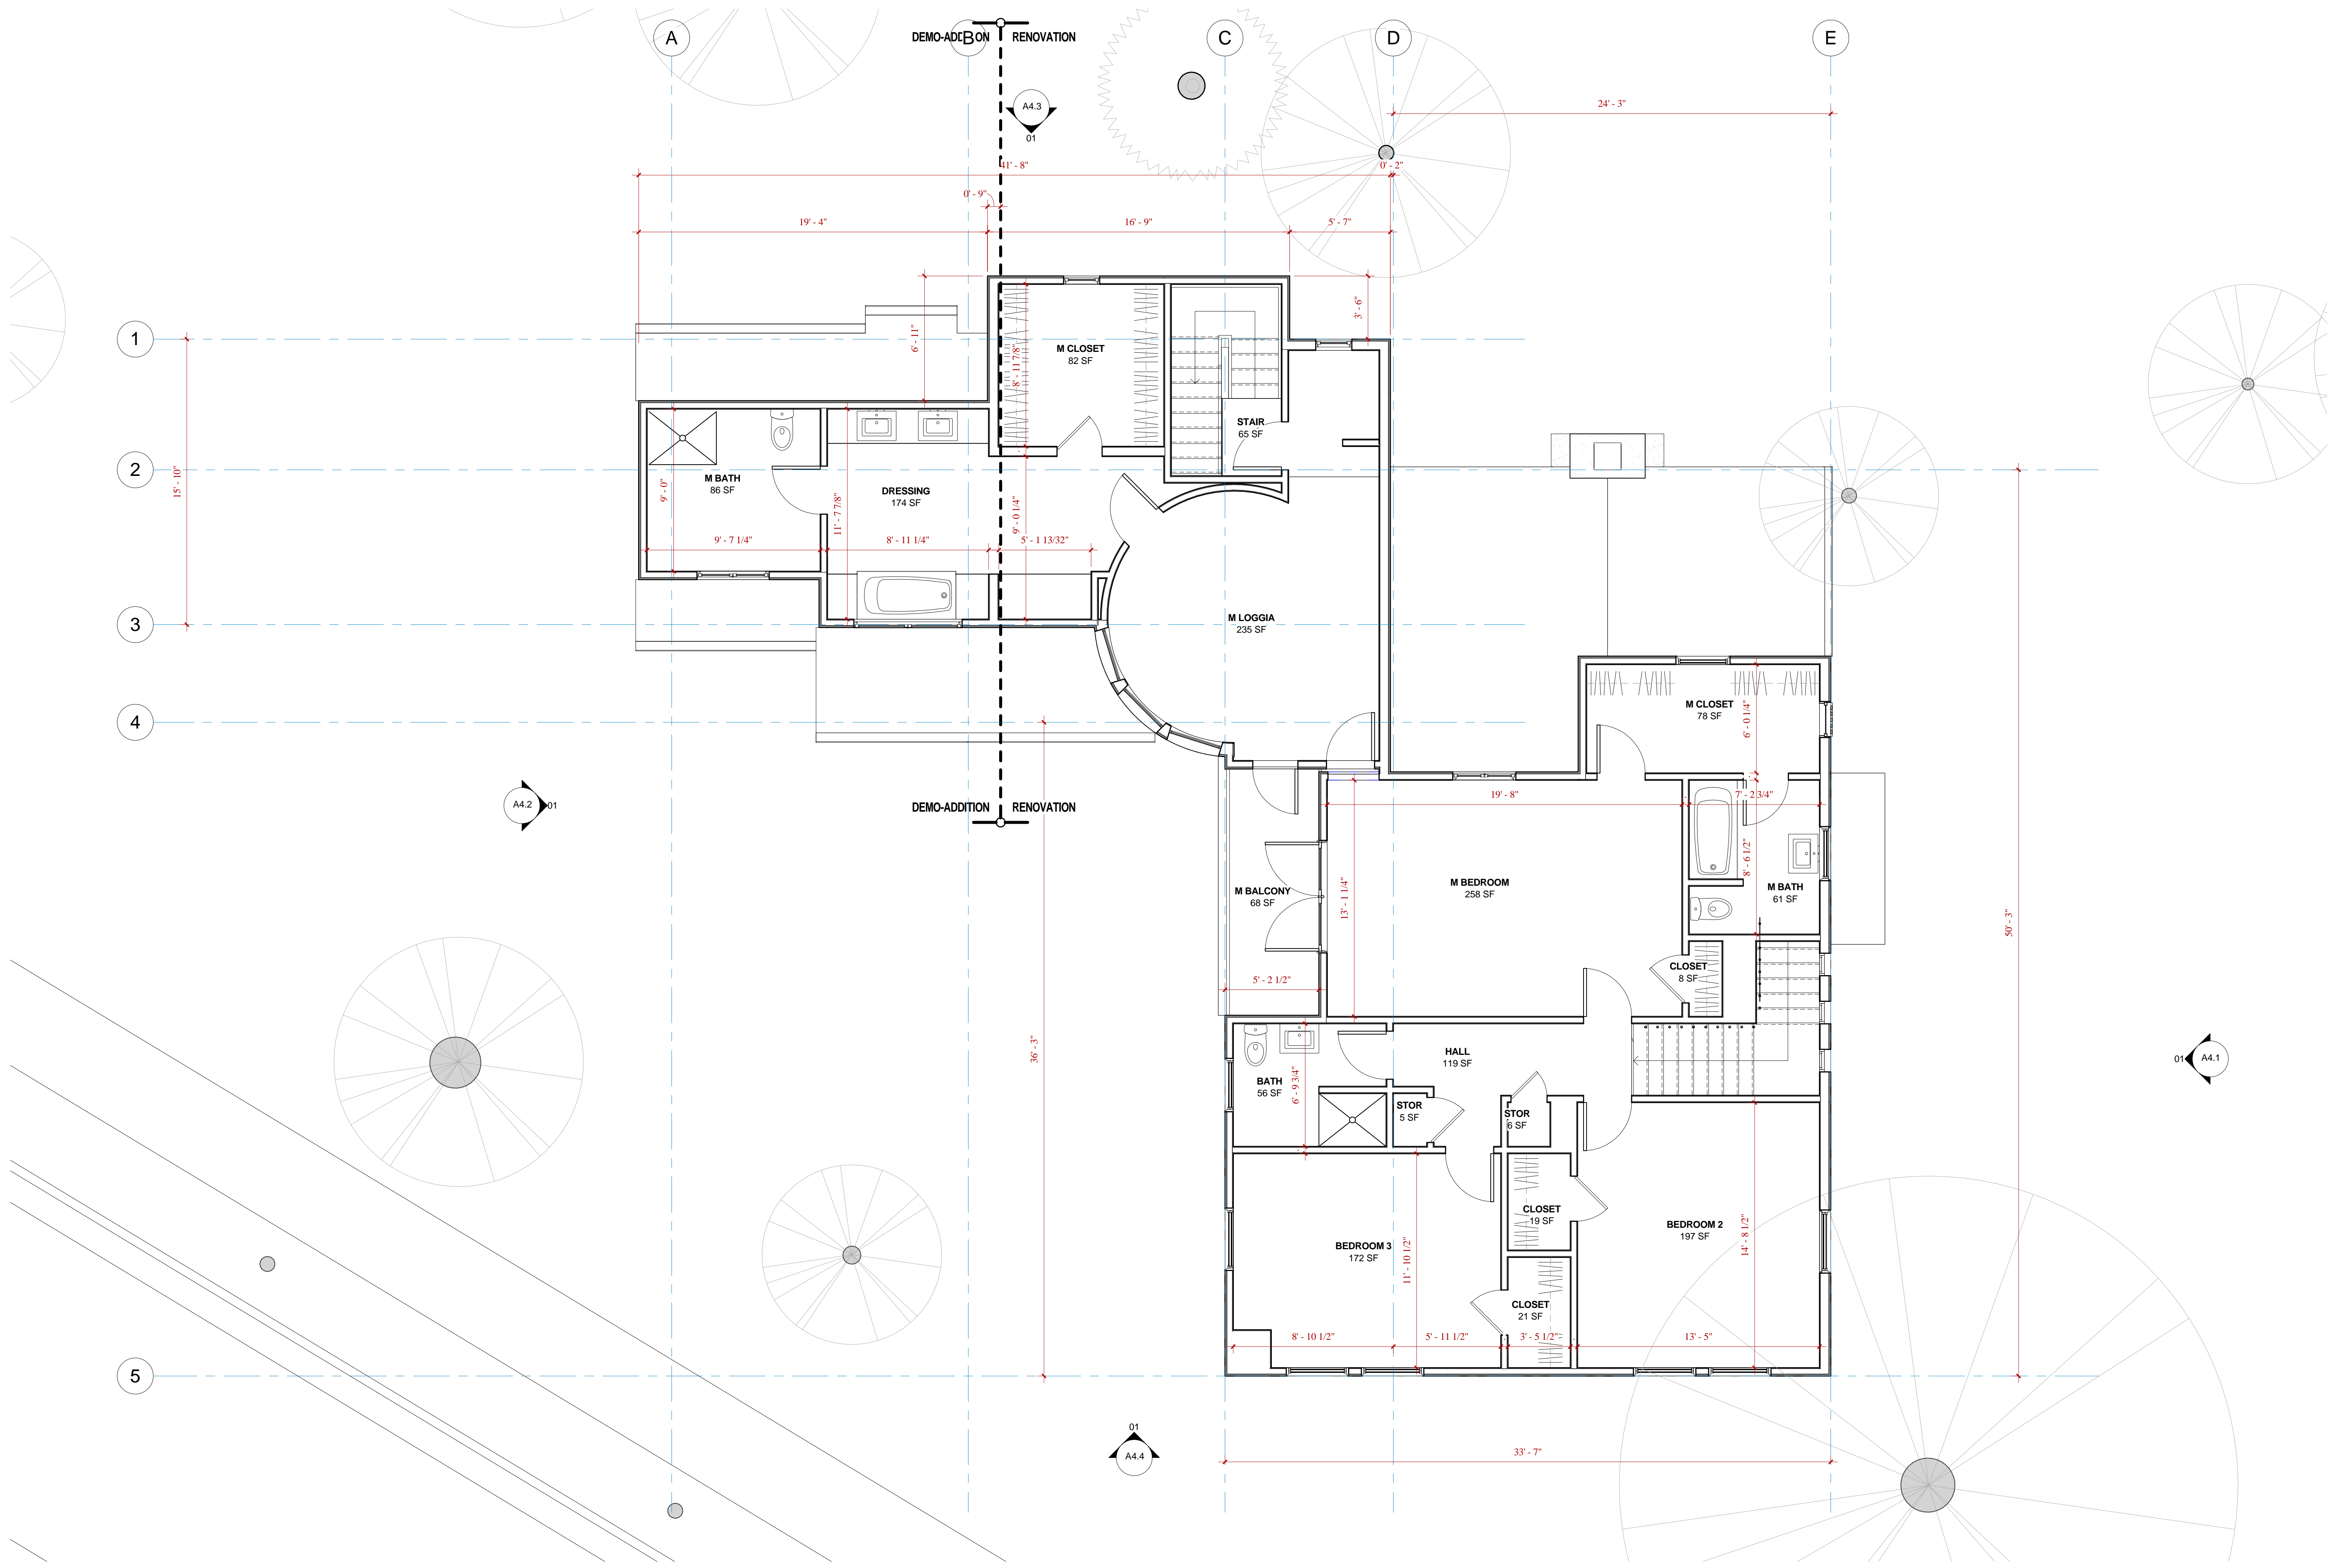 A
B
C
D
E
DEMO-ADDITION
RENOVATION
A4.3
01
24' - 3"
41' - 8"
0' - 2"
0' - 9"
19' - 4"
16' - 9"
5' - 7"
1
6' - 11"
3' - 6"
8' - 11 7/8"
M CLOSET
82 SF
STAIR
65 SF
2
15' - 10"
M BATH
86 SF
9' - 0"
DRESSING
174 SF
11' - 7 7/8"
9' - 0 1/4"
9' - 7 1/4"
8' - 11 1/4"
5' - 1 13/32"
3
M LOGGIA
235 SF
4
M CLOSET
78 SF
6' - 0 1/4"
A4.2
01
DEMO-ADDITION
RENOVATION
19' - 8"
7' - 2 3/4"
8' - 6 1/2"
M BALCONY
68 SF
13' - 1 1/4"
M BEDROOM
258 SF
M BATH
61 SF
50' - 3"
5' - 2 1/2"
CLOSET
8 SF
36' - 3"
HALL
119 SF
01
A4.1
BATH
56 SF
6' - 9 3/4"
STOR
5 SF
STOR
6 SF
CLOSET
19 SF
BEDROOM 2
197 SF
14' - 8 1/2"
BEDROOM 3
172 SF
11' - 10 1/2"
CLOSET
21 SF
8' - 10 1/2"
5' - 11 1/2"
3' - 5 1/2"
13' - 5"
5
01
A4.4
33' - 7"